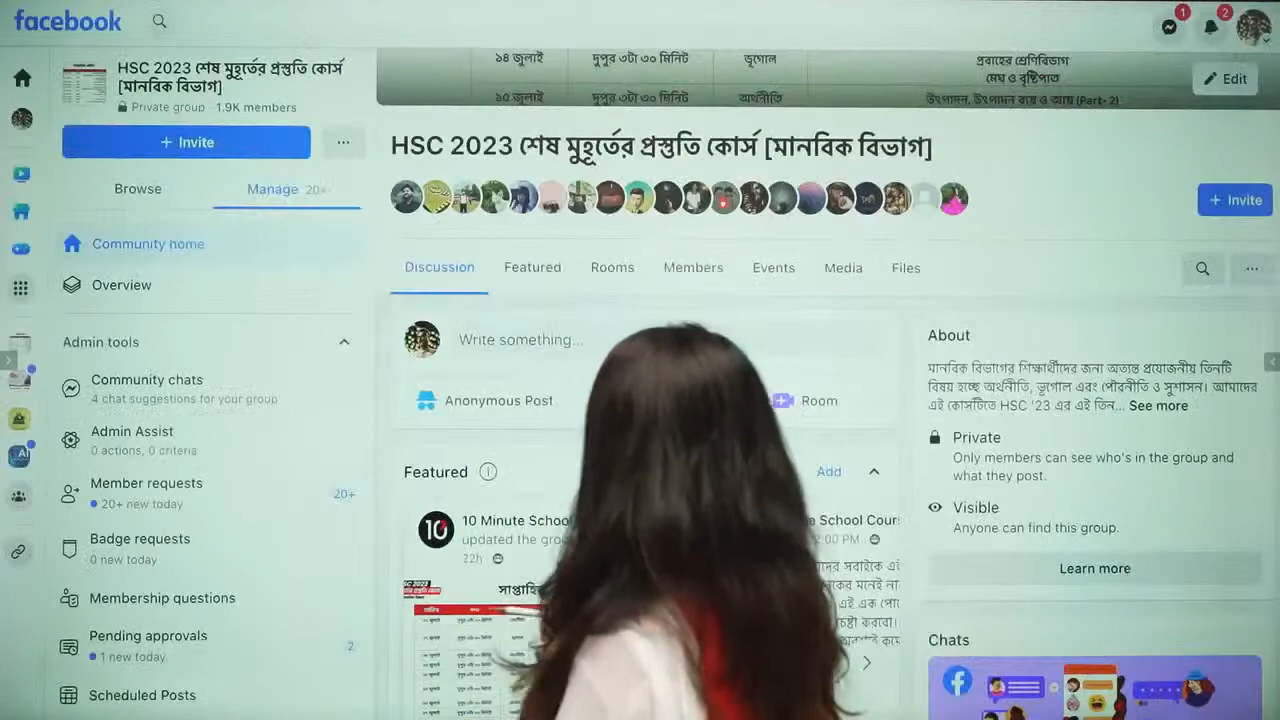 facebook
1
2
HSC 2023 শেষ মুহূর্তের প্রস্তুতি কোর্স
[মানবিক বিভাগ]
Private group · 1.9K members
+ Invite
Browse
Manage 20+
Community home
Overview
Admin tools
Community chats
4 chat suggestions for your group
Admin Assist
0 actions, 0 criteria
Member requests
20+ new today
20+
Badge requests
0 new today
Membership questions
Pending approvals
1 new today
2
Scheduled Posts
১৪ জুলাই দুপুর ৩টা ৩০ মিনিট ভূগোল
প্রবাহের শ্রেণিবিভাগ
মেঘ ও বৃষ্টিপাত
১৫ জুলাই দুপুর ৩টা ৩০ মিনিট অর্থনীতি উৎপাদন, উৎপাদন ব্যয় ও আয় (Part- 2)
Edit
HSC 2023 শেষ মুহূর্তের প্রস্তুতি কোর্স [মানবিক বিভাগ]
+ Invite
Discussion Featured Rooms Members Events Media Files
Write something...
Anonymous Post
Room
Featured
Add
10 10 Minute School
updated the
22h
2:00 PM
About
মানবিক বিভাগের শিক্ষার্থীদের জন্য অত্যন্ত প্রয়োজনীয় তিনটি
বিষয় হচ্ছে অর্থনীতি, ভূগোল এবং পৌরনীতি ও সুশাসন। আমাদের
এই কোর্সটিতে HSC '23 এর এই তিন... See more
Private
Only members can see who's in the group and
what they post.
Visible
Anyone can find this group.
Learn more
Chats